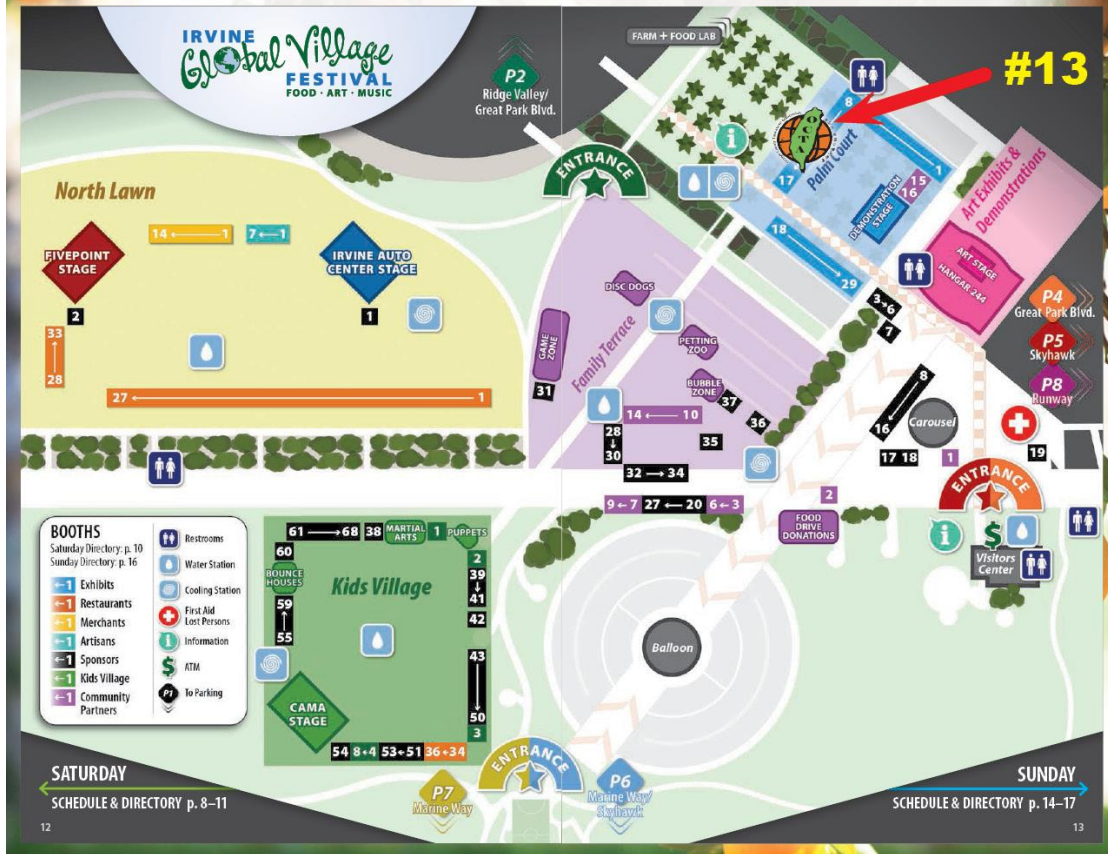 IRVINE
Global Village
FESTIVAL
FOOD · ART · MUSIC
P2
Ridge Valley/
Great Park Blvd.
FARM + FOOD LAB
#13
ENTRANCE
i
OCTA
8
1
17
Palm Court
15
16
DEMONSTRATION
STAGE
18
29
Art Exhibits &
Demonstrations
ART STAGE
HANGAR 244
P4
Great Park Blvd.
P5
Skyhawk
P8
Runway
North Lawn
FIVEPOINT
STAGE
14 ← 1
7 ← 1
IRVINE AUTO
CENTER STAGE
2
1
33
↑
28
27 ← 1
DISC DOGS
GAME
ZONE
31
Family Terrace
PETTING
ZOO
BUBBLE
ZONE
37
36
14 ← 10
28
↓
30
35
32 → 34
9 ← 7
27 ← 20
6 ← 3
3→6
7
8
16
Carousel
17 18
1
19
ENTRANCE
i
$
Visitors
Center
2
FOOD
DRIVE
DONATIONS
Balloon
BOOTHS
Saturday Directory: p. 10
Sunday Directory: p. 16
←1 Exhibits
←1 Restaurants
←1 Merchants
←1 Artisans
←1 Sponsors
←1 Kids Village
←1 Community
Partners
Restrooms
Water Station
Cooling Station
First Aid
Lost Persons
i Information
$ ATM
P1 To Parking
61 → 68
38
MARTIAL
ARTS
1
PUPPETS
60
BOUNCE
HOUSES
59
↑
55
Kids Village
2
39
↓
41
42
43
↓
50
3
CAMA
STAGE
54
8←4
53←51
36←34
ENTRANCE
P7
Marine Way
P6
Marine Way/
Skyhawk
SATURDAY
SCHEDULE & DIRECTORY p. 8–11
12
SUNDAY
SCHEDULE & DIRECTORY p. 14–17
13